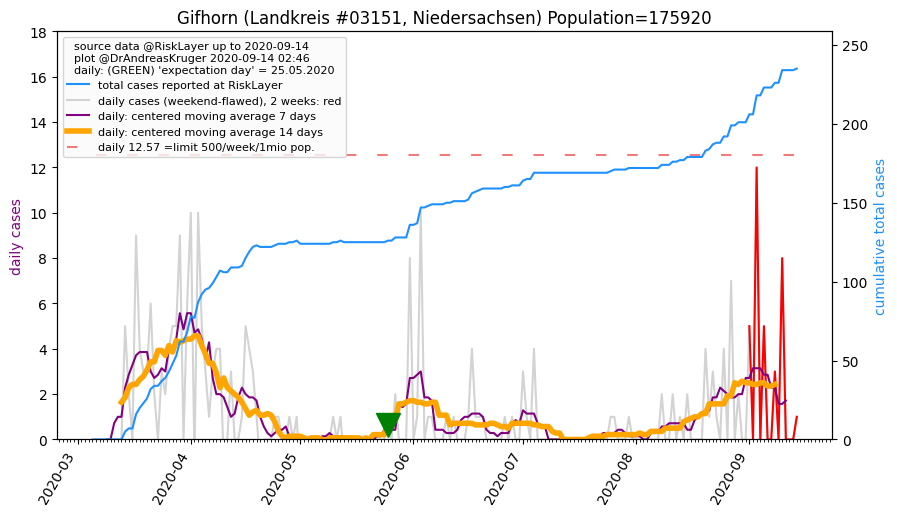 Gifhorn (Landkreis #03151, Niedersachsen) Population=175920
source data @RiskLayer up to 2020-09-14
plot @DrAndreasKruger 2020-09-14 02:46
daily: (GREEN) 'expectation day' = 25.05.2020
total cases reported at RiskLayer
daily cases (weekend-flawed), 2 weeks: red
daily: centered moving average 7 days
daily: centered moving average 14 days
daily 12.57 =limit 500/week/1mio pop.
daily cases
18
16
14
12
10
8
6
4
2
0
250
200
150
100
50
0
cumulative total cases
2020-03
2020-04
2020-05
2020-06
2020-07
2020-08
2020-09